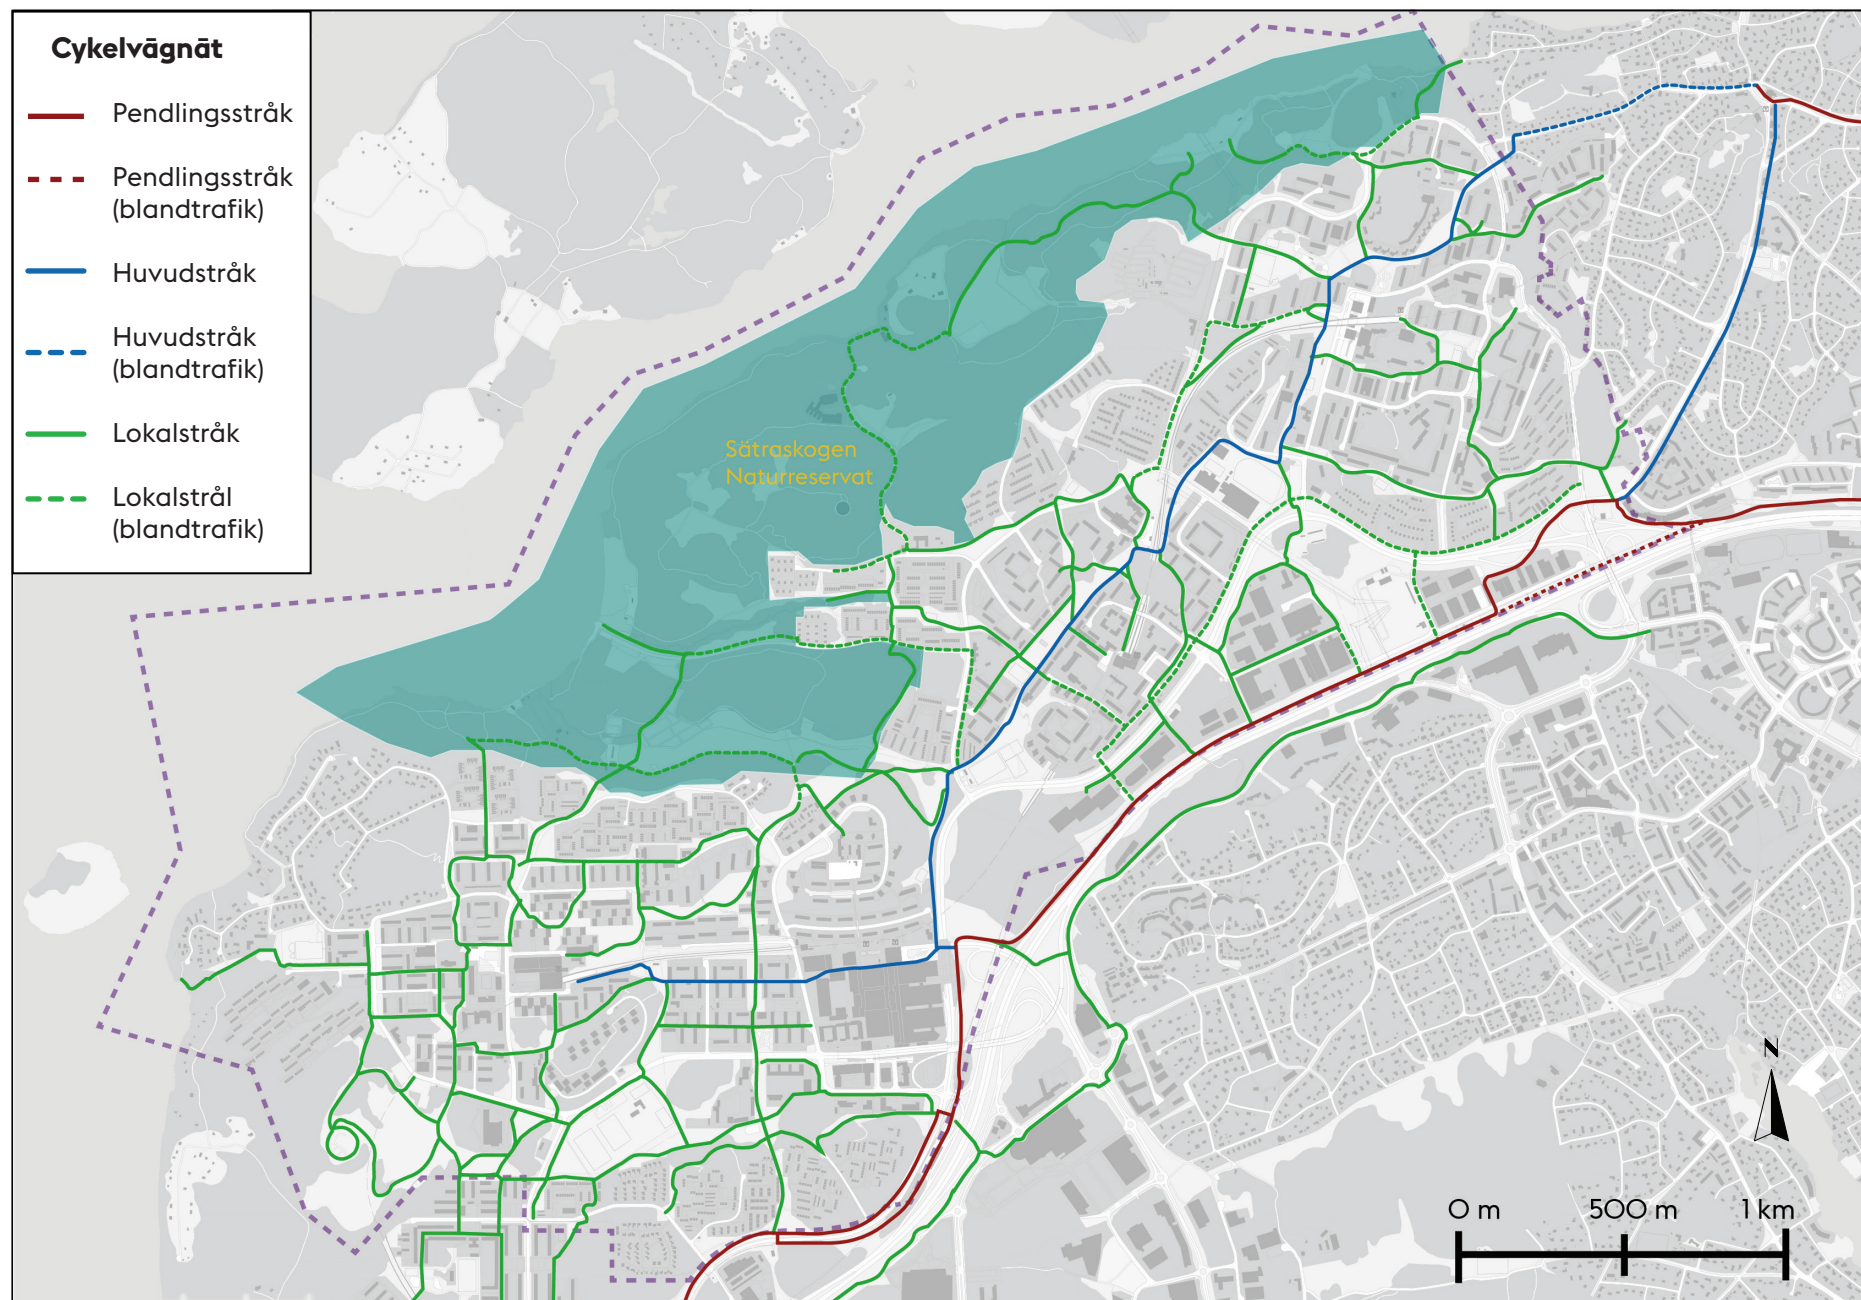 Cykelvägnät
Pendlingsstråk
Pendlingsstråk
(blandtrafik)
Huvudstråk
Huvudstråk
(blandtrafik)
Lokalstråk
Lokalstrål
(blandtrafik)
Sätraskogen
Naturreservat
N
0 m 500 m 1 km